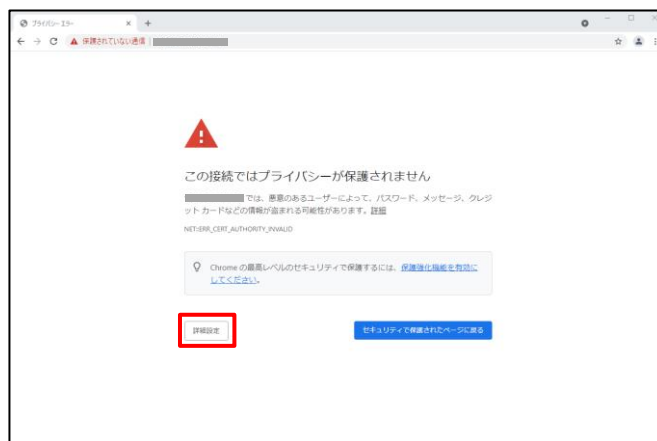 プライバシー エラー
保護されていない通信
この接続ではプライバシーが保護されません
では、悪意のあるユーザーによって、パスワード、メッセージ、クレジ
ット カードなどの情報が盗まれる可能性があります。詳細
NET::ERR_CERT_AUTHORITY_INVALID
Chrome の最高レベルのセキュリティで保護するには、保護強化機能を有効に
してください。
詳細設定
セキュリティで保護されたページに戻る